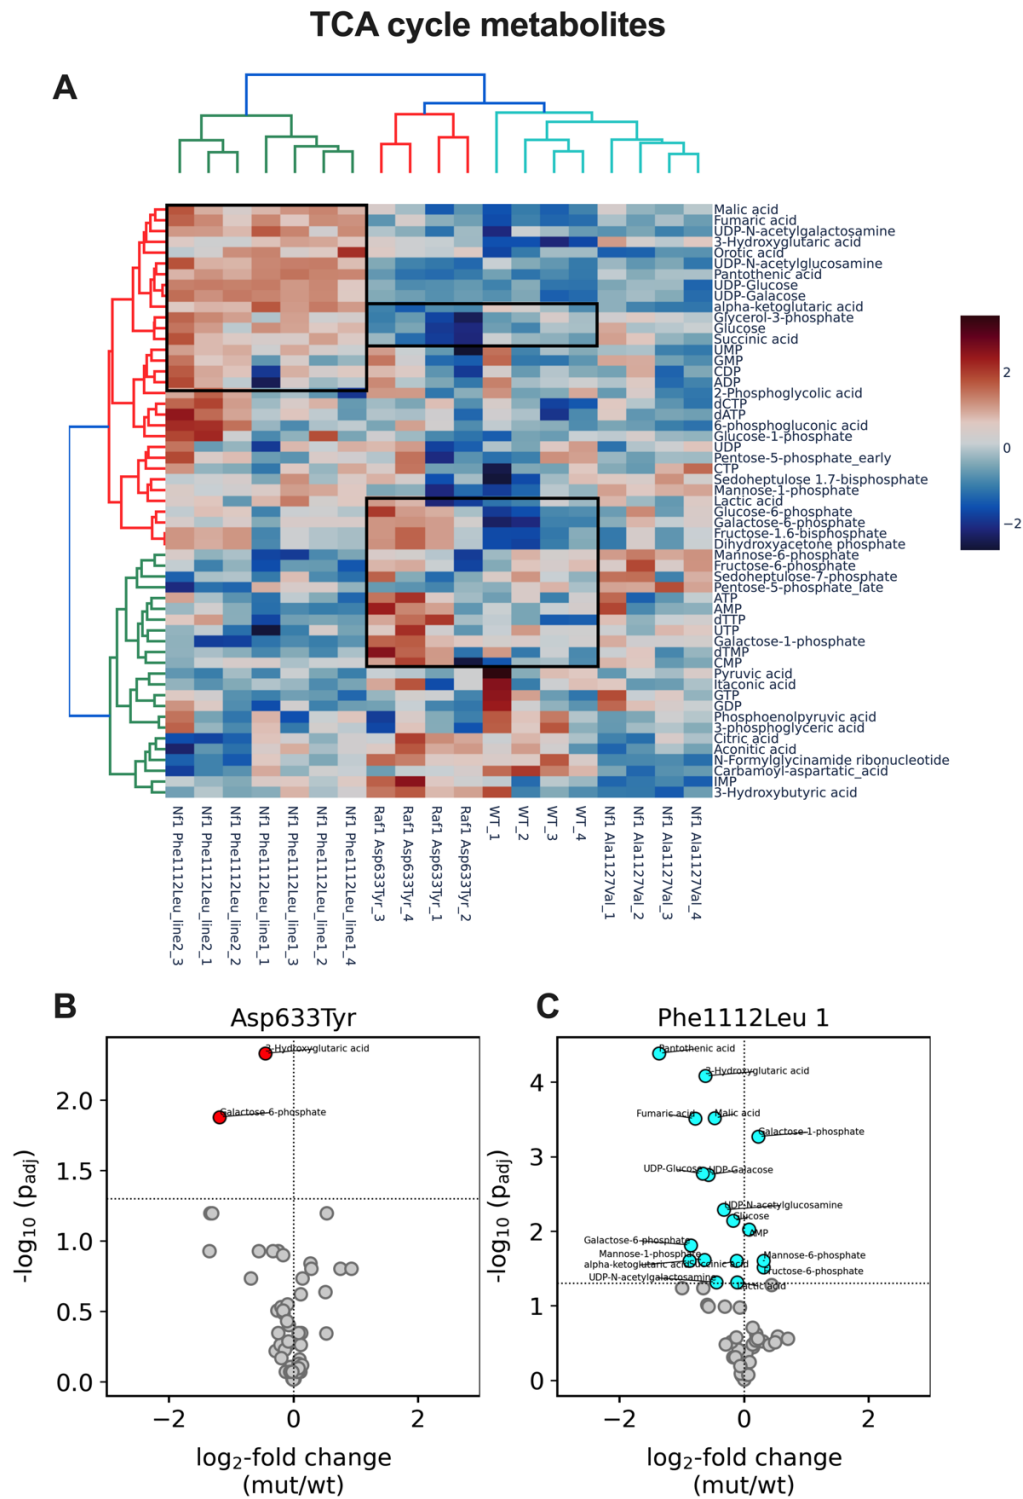 TCA cycle metabolites
A
Malic acid
Fumaric acid
UDP-N-acetylgalactosamine
3-Hydroxyglutaric acid
Orotic acid
UDP-N-acetylglucosamine
Pantothenic acid
UDP-Glucose
UDP-Galacose
alpha-ketoglutaric acid
Glycerol-3-phosphate
Glucose
Succinic acid
UMP
GMP
CDP
ADP
2-Phosphoglycolic acid
dCTP
dATP
6-phosphogluconic acid
Glucose-1-phosphate
UDP
Pentose-5-phosphate_early
CTP
Sedoheptulose 1.7-bisphosphate
Mannose-1-phosphate
Lactic acid
Glucose-6-phosphate
Galactose-6-phosphate
Fructose-1.6-bisphosphate
Dihydroxyacetone phosphate
Mannose-6-phosphate
Fructose-6-phosphate
Sedoheptulose-7-phosphate
Pentose-5-phosphate_late
ATP
AMP
dTTP
UTP
Galactose-1-phosphate
dTMP
CMP
Pyruvic acid
Itaconic acid
GTP
GDP
Phosphoenolpyruvic acid
3-phosphoglyceric acid
Citric acid
Aconitic acid
N-Formylglycinamide ribonucleotide
Carbamoyl-aspartatic_acid
IMP
3-Hydroxybutyric acid
2
0
−2
Nf1 Phe1112Leu_line2_3
Nf1 Phe1112Leu_line2_1
Nf1 Phe1112Leu_line2_2
Nf1 Phe1112Leu_line1_1
Nf1 Phe1112Leu_line1_3
Nf1 Phe1112Leu_line1_2
Nf1 Phe1112Leu_line1_4
Raf1 Asp633Tyr_3
Raf1 Asp633Tyr_4
Raf1 Asp633Tyr_1
Raf1 Asp633Tyr_2
WT_1
WT_2
WT_3
WT_4
Nf1 Ala1127Val_1
Nf1 Ala1127Val_2
Nf1 Ala1127Val_3
Nf1 Ala1127Val_4
B
Asp633Tyr
3-Hydroxyglutaric acid
Galactose-6-phosphate
2.0
1.5
1.0
0.5
0.0
-log10 (padj)
−2
0
2
log2-fold change
(mut/wt)
C
Phe1112Leu 1
Pantothenic acid
3-Hydroxyglutaric acid
Fumaric acid
Malic acid
Galactose-1-phosphate
UDP-Glucose
UDP-Galacose
UDP-N-acetylglucosamine
Glucose
AMP
Galactose-6-phosphate
Mannose-1-phosphate
Mannose-6-phosphate
alpha-ketoglutaric acid
Succinic acid
Fructose-6-phosphate
UDP-N-acetylgalactosamine
Lactic acid
4
3
2
1
0
-log10 (padj)
−2
0
2
log2-fold change
(mut/wt)